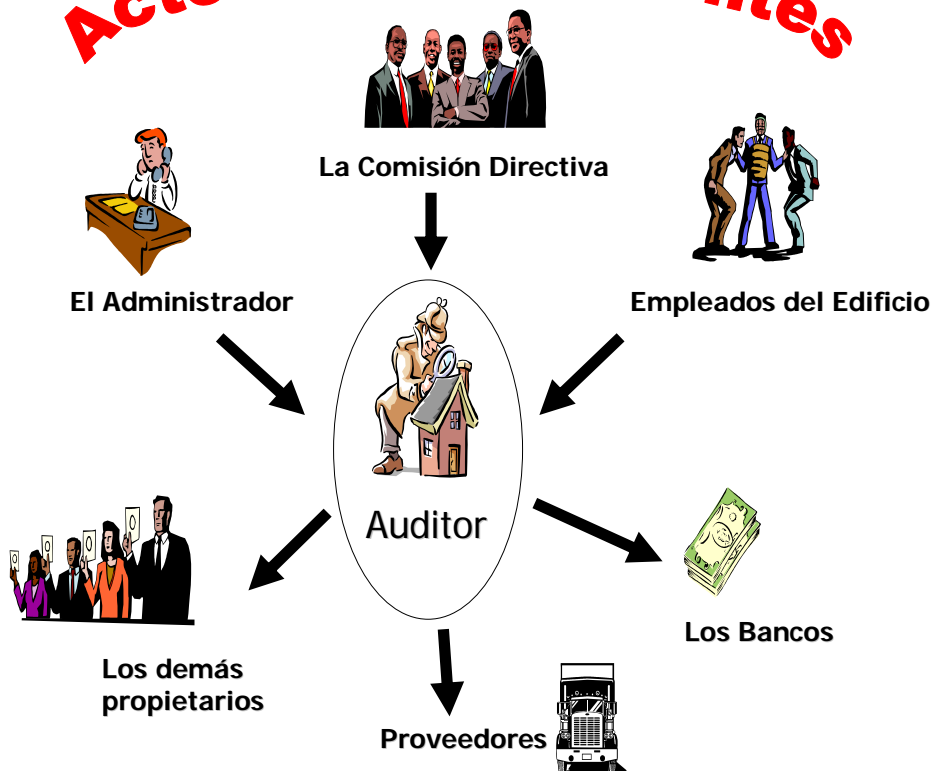 La Comisión Directiva
El Administrador
Empleados del Edificio
Auditor
Los Bancos
Los demás
propietarios
Proveedores